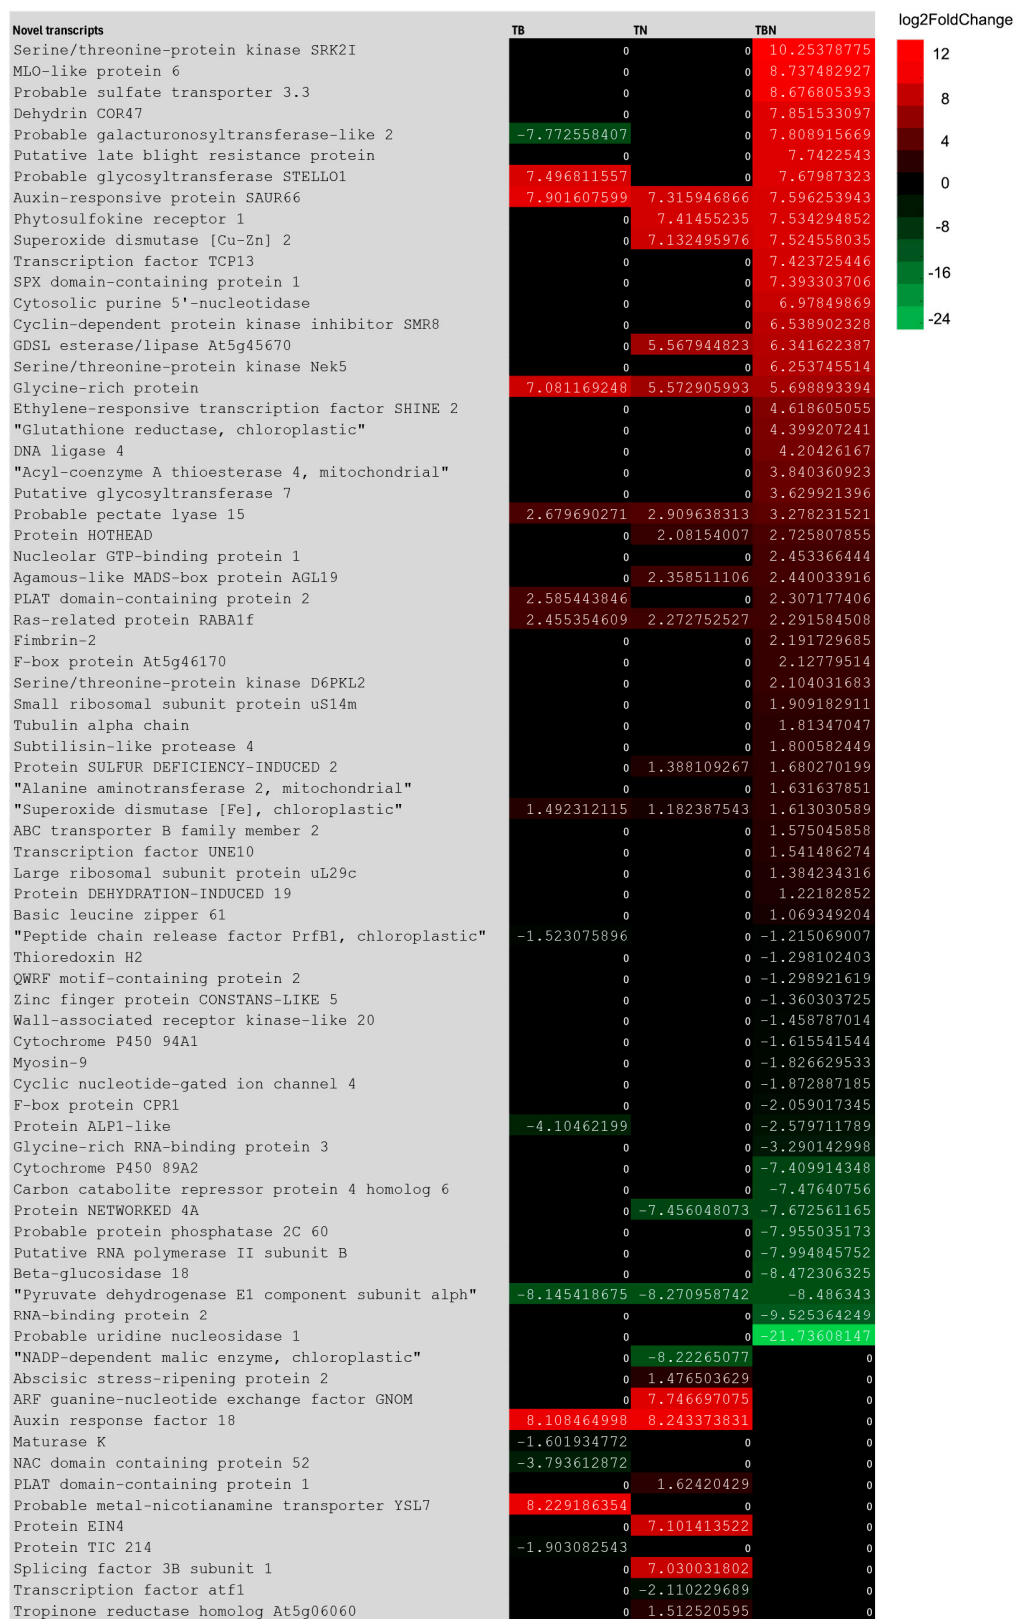 log2FoldChange
Novel transcripts TB TN TBN
Serine/threonine-protein kinase SRK2I 0 0 10.25378775
MLO-like protein 6 0 0 8.737482927
Probable sulfate transporter 3.3 0 0 8.676805393
Dehydrin COR47 0 0 7.851533097
Probable galacturonosyltransferase-like 2 -7.772558407 0 7.808915669
Putative late blight resistance protein 0 0 7.7422543
Probable glycosyltransferase STELLO1 7.496811557 0 7.67987323
Auxin-responsive protein SAUR66 7.901607599 7.315946866 7.596253943
Phytosulfokine receptor 1 0 7.41455235 7.534294852
Superoxide dismutase [Cu-Zn] 2 0 7.132495976 7.524558035
Transcription factor TCP13 0 0 7.423725446
SPX domain-containing protein 1 0 0 7.393303706
Cytosolic purine 5'-nucleotidase 0 0 6.97849869
Cyclin-dependent protein kinase inhibitor SMR8 0 0 6.538902328
GDSL esterase/lipase At5g45670 0 5.567944823 6.341622387
Serine/threonine-protein kinase Nek5 0 0 6.253745514
Glycine-rich protein 7.081169248 5.572905993 5.698893394
Ethylene-responsive transcription factor SHINE 2 0 0 4.618605055
"Glutathione reductase, chloroplastic" 0 0 4.399207241
DNA ligase 4 0 0 4.20426167
"Acyl-coenzyme A thioesterase 4, mitochondrial" 0 0 3.840360923
Putative glycosyltransferase 7 0 0 3.629921396
Probable pectate lyase 15 2.679690271 2.909638313 3.278231521
Protein HOTHEAD 0 2.08154007 2.725807855
Nucleolar GTP-binding protein 1 0 0 2.453366444
Agamous-like MADS-box protein AGL19 0 2.358511106 2.440033916
PLAT domain-containing protein 2 2.585443846 0 2.307177406
Ras-related protein RABA1f 2.455354609 2.272752527 2.291584508
Fimbrin-2 0 0 2.191729685
F-box protein At5g46170 0 0 2.12779514
Serine/threonine-protein kinase D6PKL2 0 0 2.104031683
Small ribosomal subunit protein uS14m 0 0 1.909182911
Tubulin alpha chain 0 0 1.81347047
Subtilisin-like protease 4 0 0 1.800582449
Protein SULFUR DEFICIENCY-INDUCED 2 0 1.388109267 1.680270199
"Alanine aminotransferase 2, mitochondrial" 0 0 1.631637851
"Superoxide dismutase [Fe], chloroplastic" 1.492312115 1.182387543 1.613030589
ABC transporter B family member 2 0 0 1.575045858
Transcription factor UNE10 0 0 1.541486274
Large ribosomal subunit protein uL29c 0 0 1.384234316
Protein DEHYDRATION-INDUCED 19 0 0 1.22182852
Basic leucine zipper 61 0 0 1.069349204
"Peptide chain release factor PrfB1, chloroplastic" -1.523075896 0 -1.215069007
Thioredoxin H2 0 0 -1.298102403
QWRF motif-containing protein 2 0 0 -1.298921619
Zinc finger protein CONSTANS-LIKE 5 0 0 -1.360303725
Wall-associated receptor kinase-like 20 0 0 -1.458787014
Cytochrome P450 94A1 0 0 -1.615541544
Myosin-9 0 0 -1.826629533
Cyclic nucleotide-gated ion channel 4 0 0 -1.872887185
F-box protein CPR1 0 0 -2.059017345
Protein ALP1-like -4.10462199 0 -2.579711789
Glycine-rich RNA-binding protein 3 0 0 -3.290142998
Cytochrome P450 89A2 0 0 -7.409914348
Carbon catabolite repressor protein 4 homolog 6 0 0 -7.47640756
Protein NETWORKED 4A 0 -7.456048073 -7.672561165
Probable protein phosphatase 2C 60 0 0 -7.955035173
Putative RNA polymerase II subunit B 0 0 -7.994845752
Beta-glucosidase 18 0 0 -8.472306325
"Pyruvate dehydrogenase E1 component subunit alph" -8.145418675 -8.270958742 -8.486343
RNA-binding protein 2 0 0 -9.525364249
Probable uridine nucleosidase 1 0 0 -21.73608147
"NADP-dependent malic enzyme, chloroplastic" 0 -8.22265077 0
Abscisic stress-ripening protein 2 0 1.476503629 0
ARF guanine-nucleotide exchange factor GNOM 0 7.746697075 0
Auxin response factor 18 8.108464998 8.243373831 0
Maturase K -1.601934772 0 0
NAC domain containing protein 52 -3.793612872 0 0
PLAT domain-containing protein 1 0 1.62420429 0
Probable metal-nicotianamine transporter YSL7 8.229186354 0 0
Protein EIN4 0 7.101413522 0
Protein TIC 214 -1.903082543 0 0
Splicing factor 3B subunit 1 0 7.030031802 0
Transcription factor atf1 0 -2.110229689 0
Tropinone reductase homolog At5g06060 0 1.512520595 0
12
8
4
0
-8
-16
-24